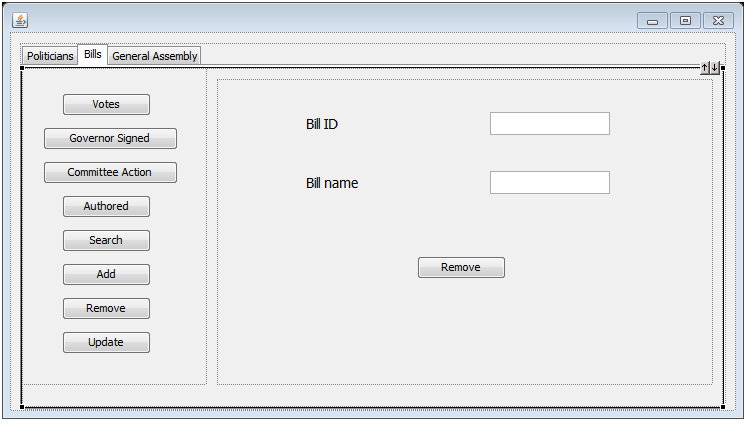 Politicians Bills General Assembly
Votes
Governor Signed
Committee Action
Authored
Search
Add
Remove
Update
Bill ID
Bill name
Remove